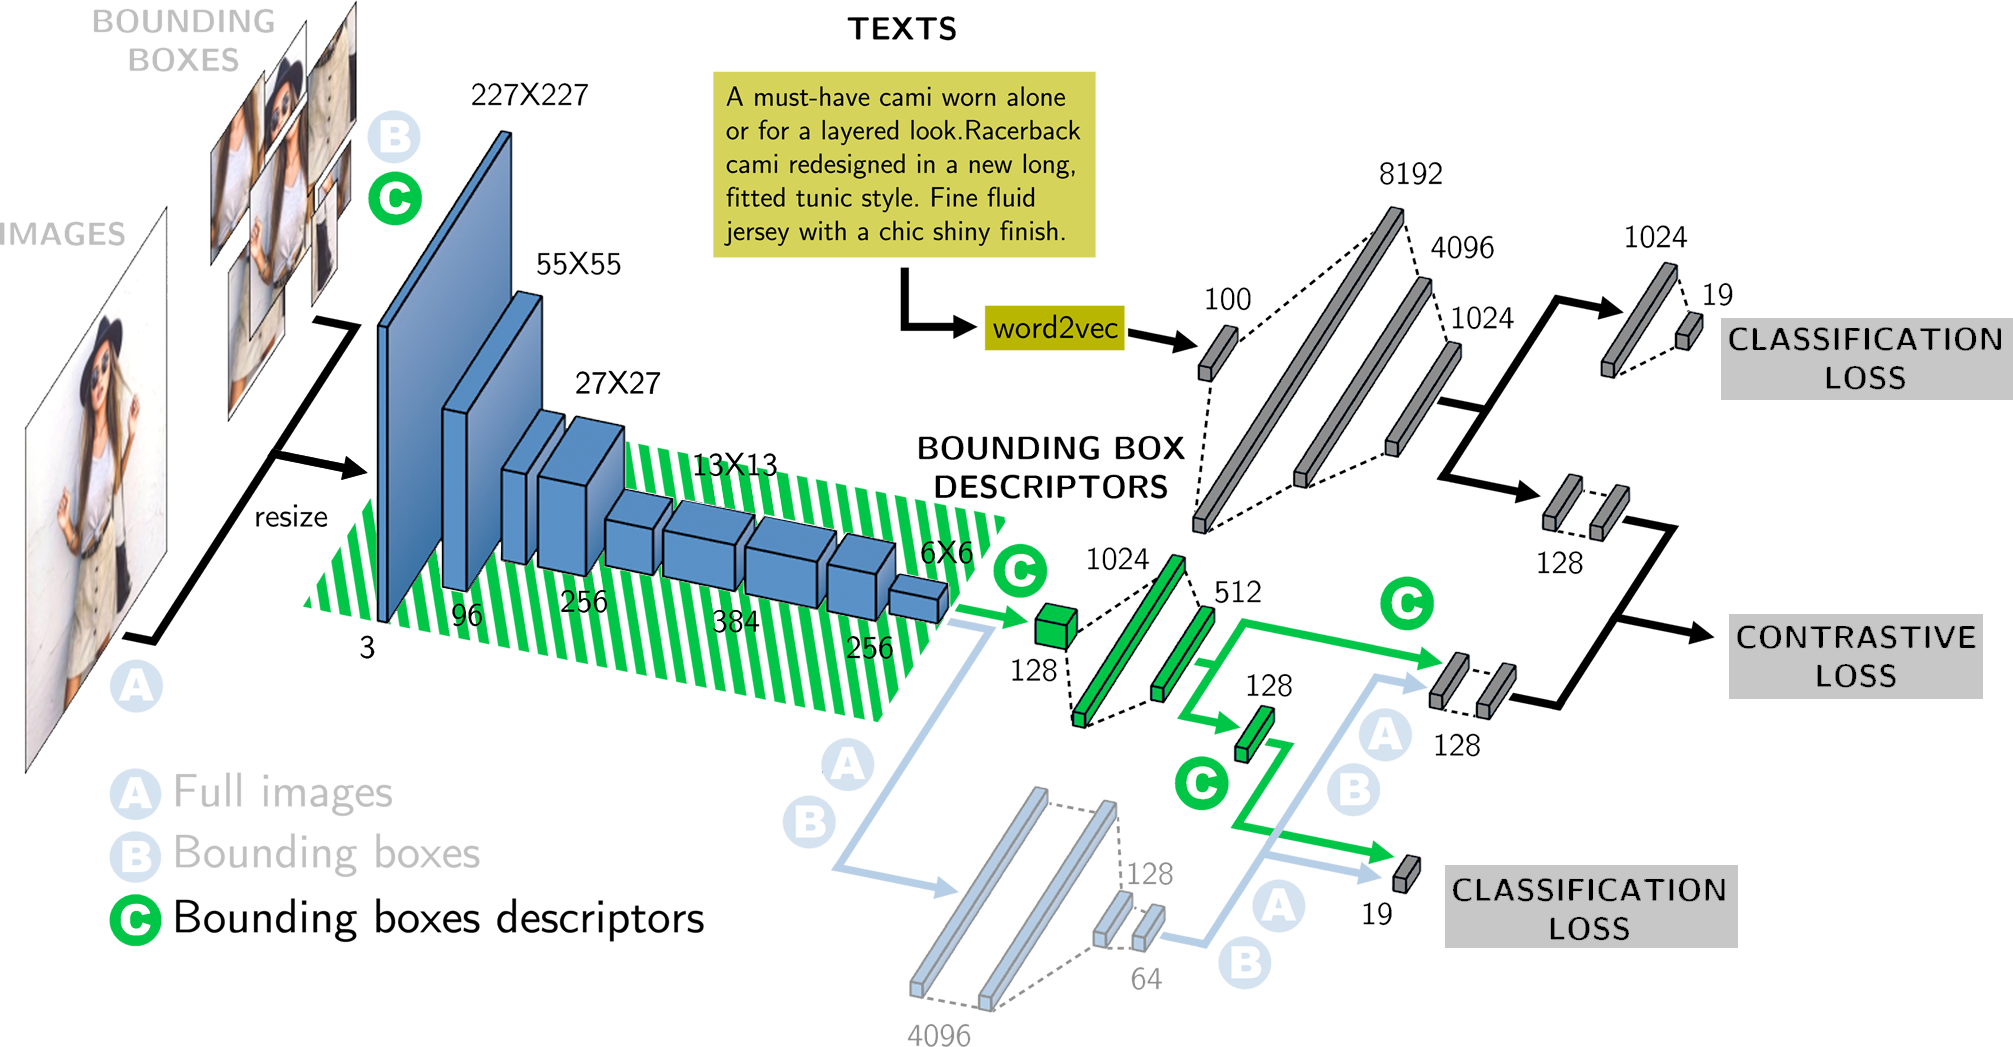 BOUNDING
BOXES
IMAGES
B
C
A
resize
227X227
55X55
27X27
13X13
6X6
3
96
256
384
256
TEXTS
A must-have cami worn alone
or for a layered look.Racerback
cami redesigned in a new long,
fitted tunic style. Fine fluid
jersey with a chic shiny finish.
word2vec
100
8192
4096
1024
1024
19
CLASSIFICATION
LOSS
128
BOUNDING BOX
DESCRIPTORS
C
128
1024
512
C
128
C
128
CONTRASTIVE
LOSS
A
B
A
B
4096
128
64
A
B
19
CLASSIFICATION
LOSS
A Full images
B Bounding boxes
C Bounding boxes descriptors